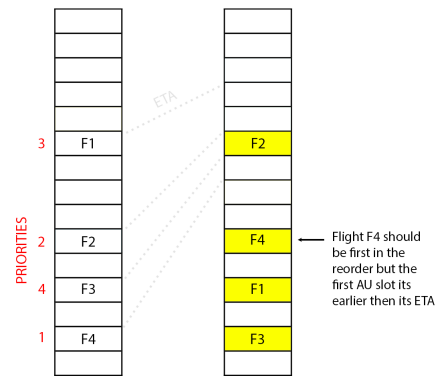 ETA
3 F1 F2
PRIORITIES
2 F2 F4
4 F3 F1
1 F4 F3
Flight F4 should
be first in the
reorder but the
first AU slot its
earlier then its ETA